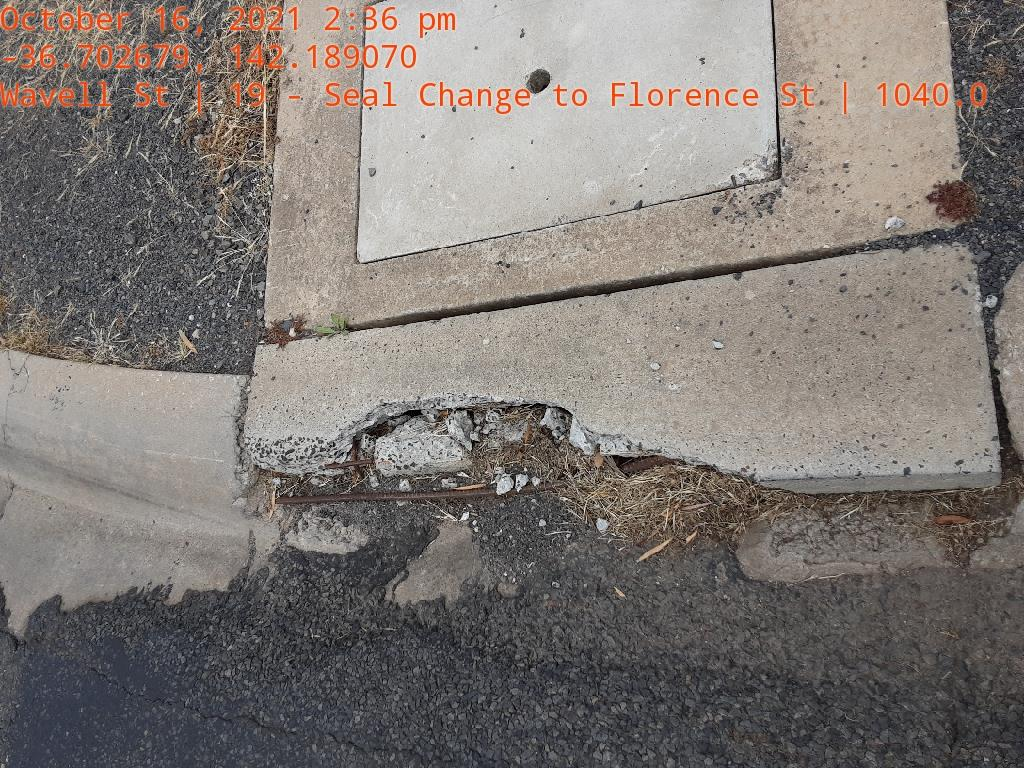 October 16, 2021 2:36 pm
-36.702679, 142.189070
Wavell St | 19 - Seal Change to Florence St | 1040.0